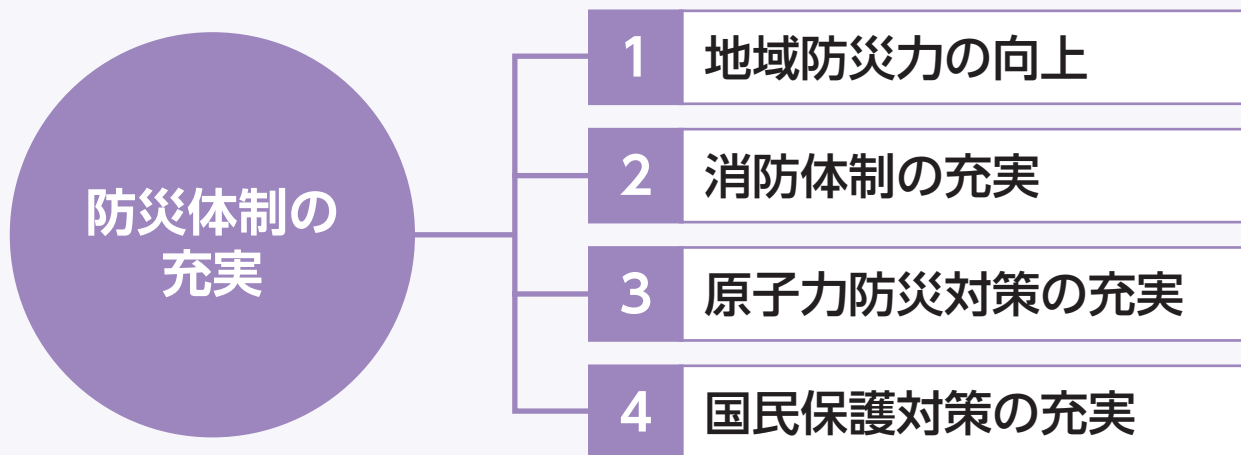 防災体制の
充実
1 地域防災力の向上
2 消防体制の充実
3 原子力防災対策の充実
4 国民保護対策の充実